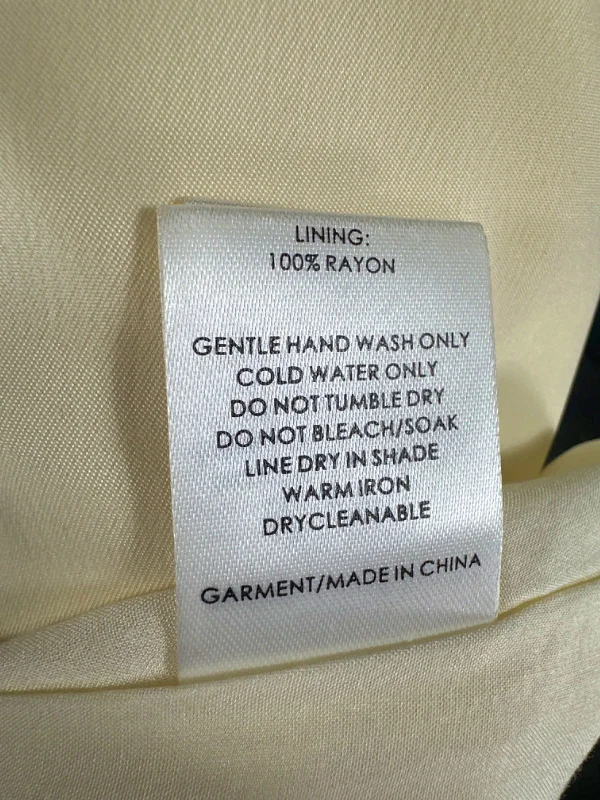 LINING:
100% RAYON
GENTLE HAND WASH ONLY
COLD WATER ONLY
DO NOT TUMBLE DRY
DO NOT BLEACH/SOAK
LINE DRY IN SHADE
WARM IRON
DRYCLEANABLE
GARMENT/MADE IN CHINA